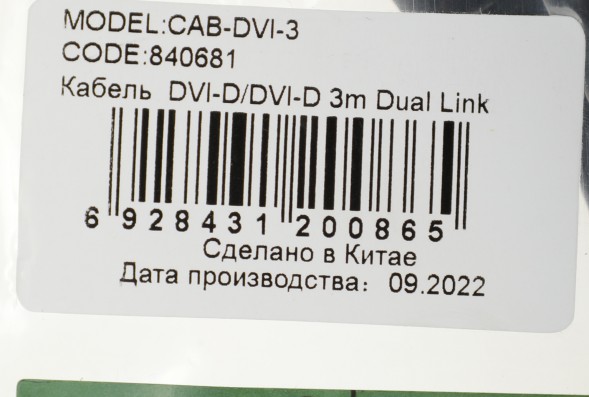 MODEL:CAB-DVI-3
CODE:840681
Кабель DVI-D/DVI-D 3m Dual Link
6 928431 200865
Сделано в Китае
Дата производства: 09.2022